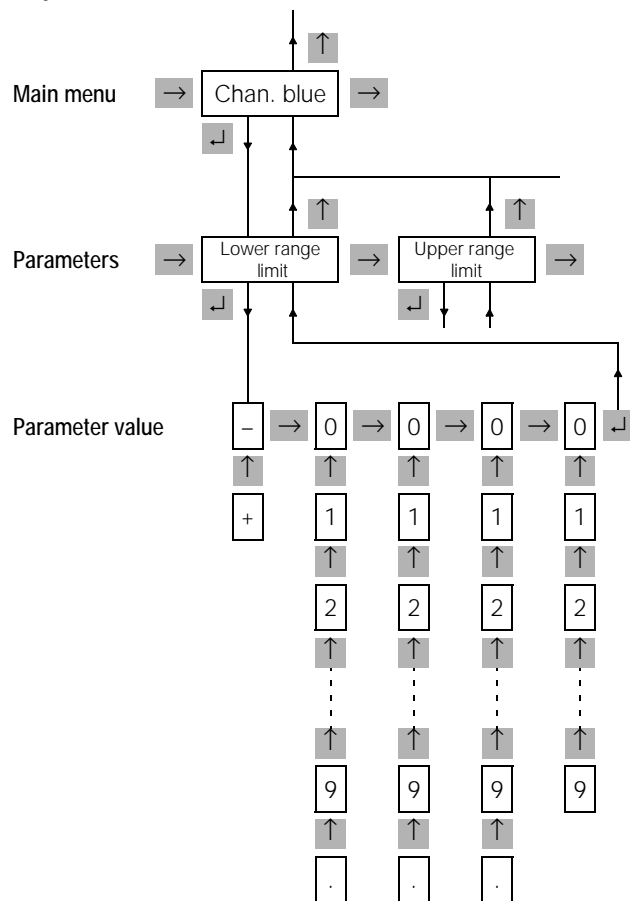 ↑
Main menu → Chan. blue →
↵
↑ ↑
Parameters → Lower range limit → Upper range limit →
↵ ↵
Parameter value – → 0 → 0 → 0 → 0 ↵
↑ ↑ ↑ ↑ ↑
+ 1 1 1 1
↑ ↑ ↑ ↑
2 2 2 2
↑ ↑ ↑ ↑
↑ ↑ ↑ ↑
9 9 9 9
↑ ↑ ↑
. . .